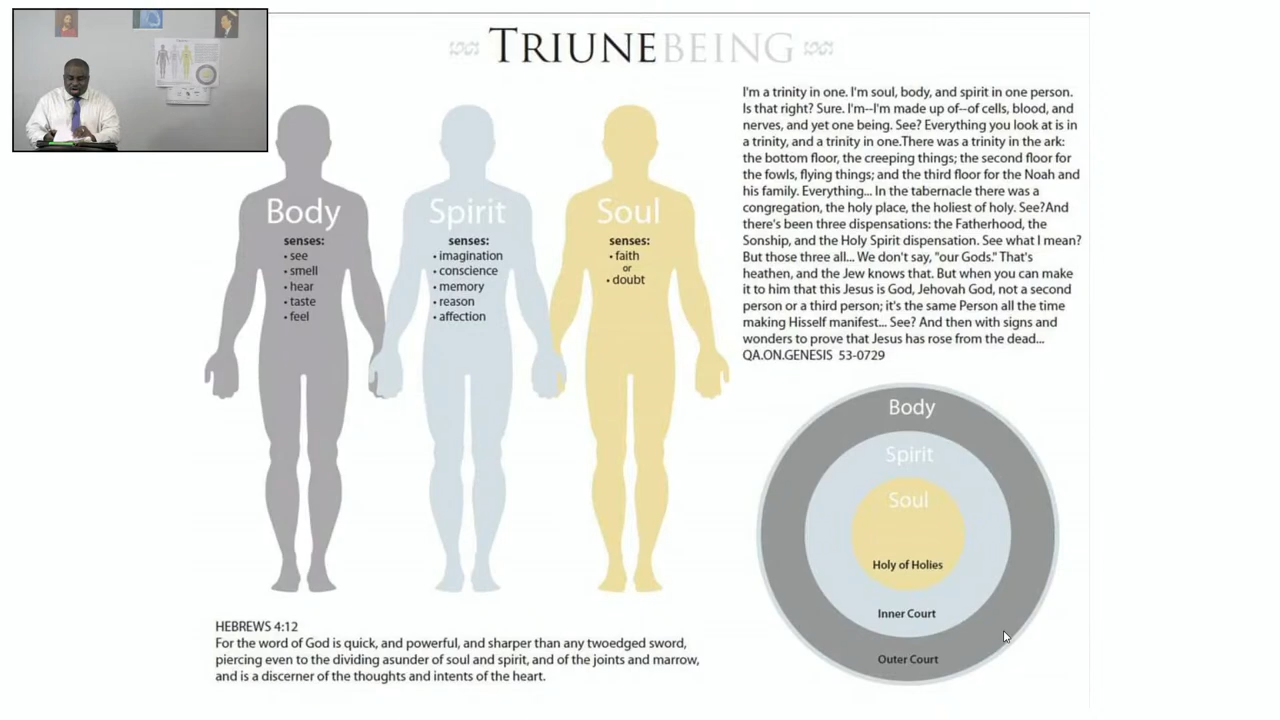 TRIUNEBEING
Body
senses:
• see
• smell
• hear
• taste
• feel
Spirit
senses:
• imagination
• conscience
• memory
• reason
• affection
Soul
senses:
• faith
or
• doubt
I'm a trinity in one. I'm soul, body, and spirit in one person.
Is that right? Sure. I'm--I'm made up of--of cells, blood, and
nerves, and yet one being. See? Everything you look at is in
a trinity, and a trinity in one.There was a trinity in the ark:
the bottom floor, the creeping things; the second floor for
the fowls, flying things; and the third floor for the Noah and
his family. Everything... In the tabernacle there was a
congregation, the holy place, the holiest of holy. See?And
there's been three dispensations: the Fatherhood, the
Sonship, and the Holy Spirit dispensation. See what I mean?
But those three all... We don't say, "our Gods." That's
heathen, and the Jew knows that. But when you can make
it to him that this Jesus is God, Jehovah God, not a second
person or a third person; it's the same Person all the time
making Hisself manifest... See? And then with signs and
wonders to prove that Jesus has rose from the dead...
QA.ON.GENESIS 53-0729
Body
Spirit
Soul
Holy of Holies
Inner Court
Outer Court
HEBREWS 4:12
For the word of God is quick, and powerful, and sharper than any twoedged sword,
piercing even to the dividing asunder of soul and spirit, and of the joints and marrow,
and is a discerner of the thoughts and intents of the heart.